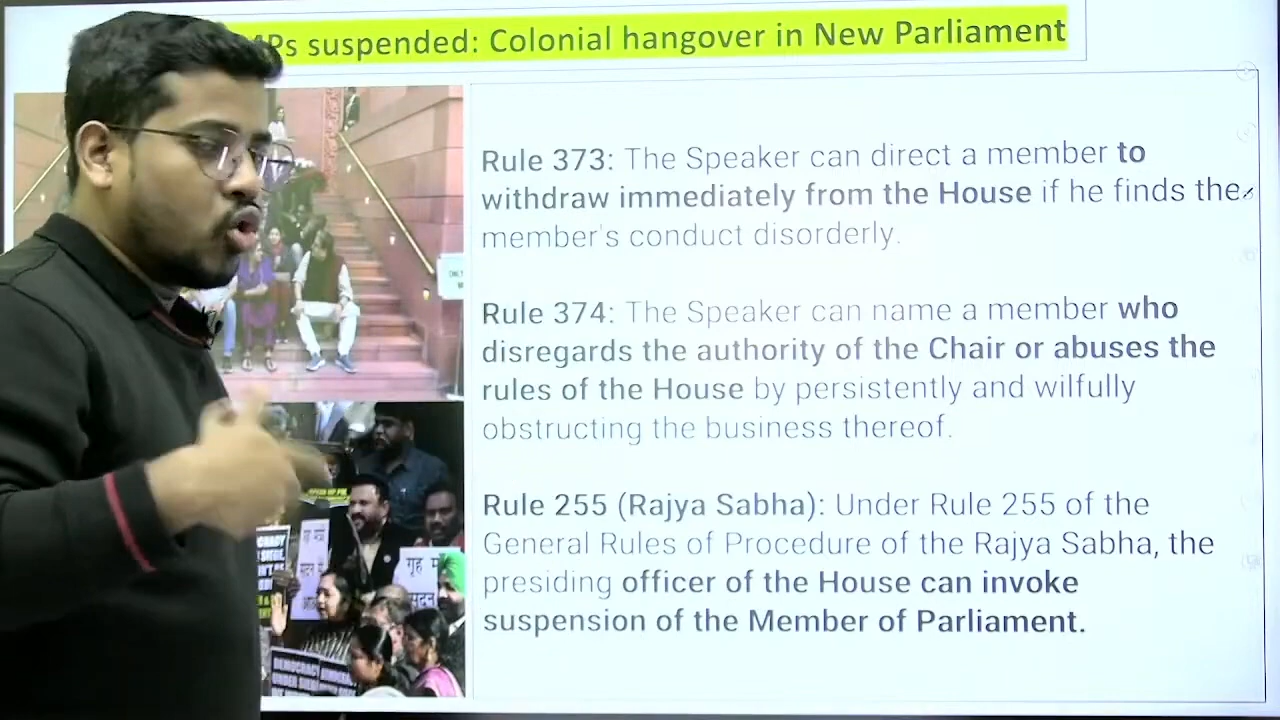 MPs suspended: Colonial hangover in New Parliament
Rule 373: The Speaker can direct a member to
withdraw immediately from the House if he finds the
member's conduct disorderly.
Rule 374: The Speaker can name a member who
disregards the authority of the Chair or abuses the
rules of the House by persistently and wilfully
obstructing the business thereof.
Rule 255 (Rajya Sabha): Under Rule 255 of the
General Rules of Procedure of the Rajya Sabha, the
presiding officer of the House can invoke
suspension of the Member of Parliament.
गृह
सदन
DEMOCRACY
UNDER SIEGE